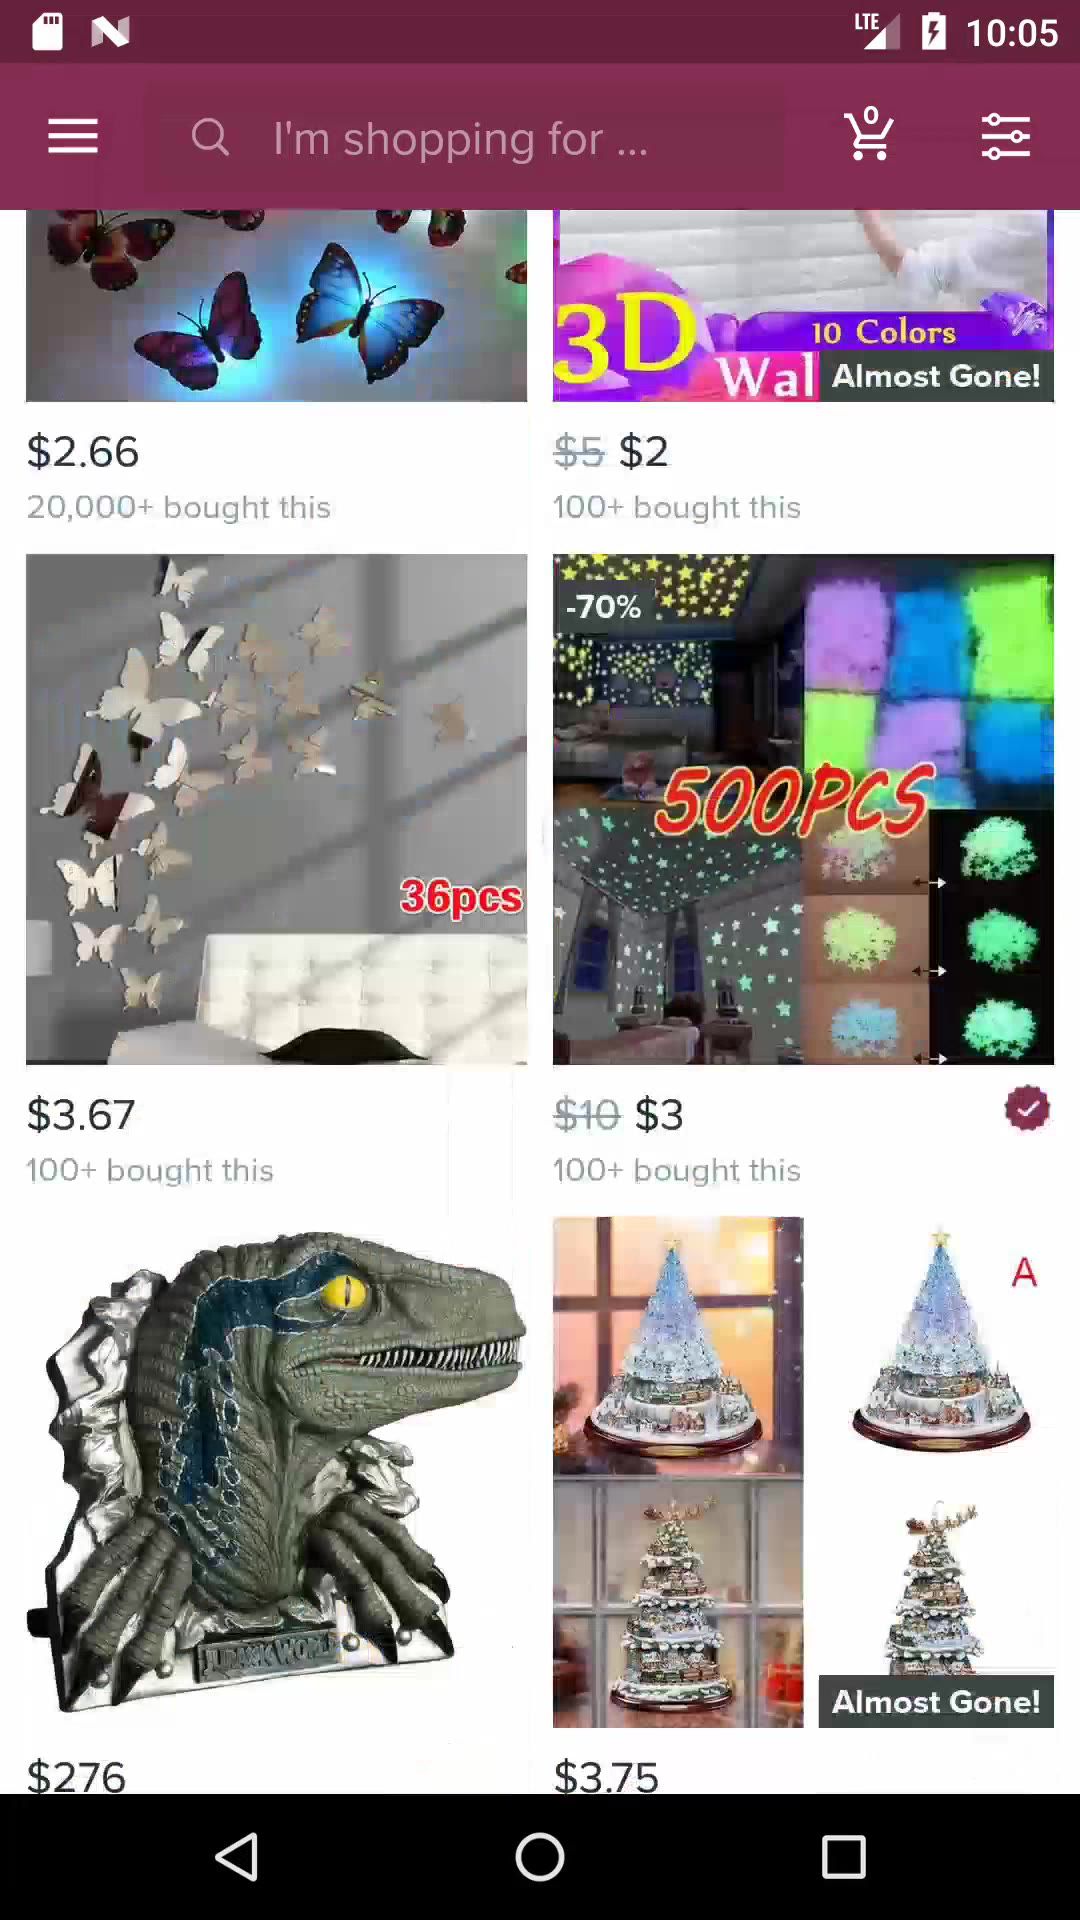 LTE 10:05
I'm shopping for ...
0
3D
10 Colors
Wal
Almost Gone!
$2.66
$5 $2
20,000+ bought this
100+ bought this
-70%
500PCS
36pcs
$3.67
$10 $3
100+ bought this
100+ bought this
A
JURASSIC WORLD
Almost Gone!
$276
$3.75